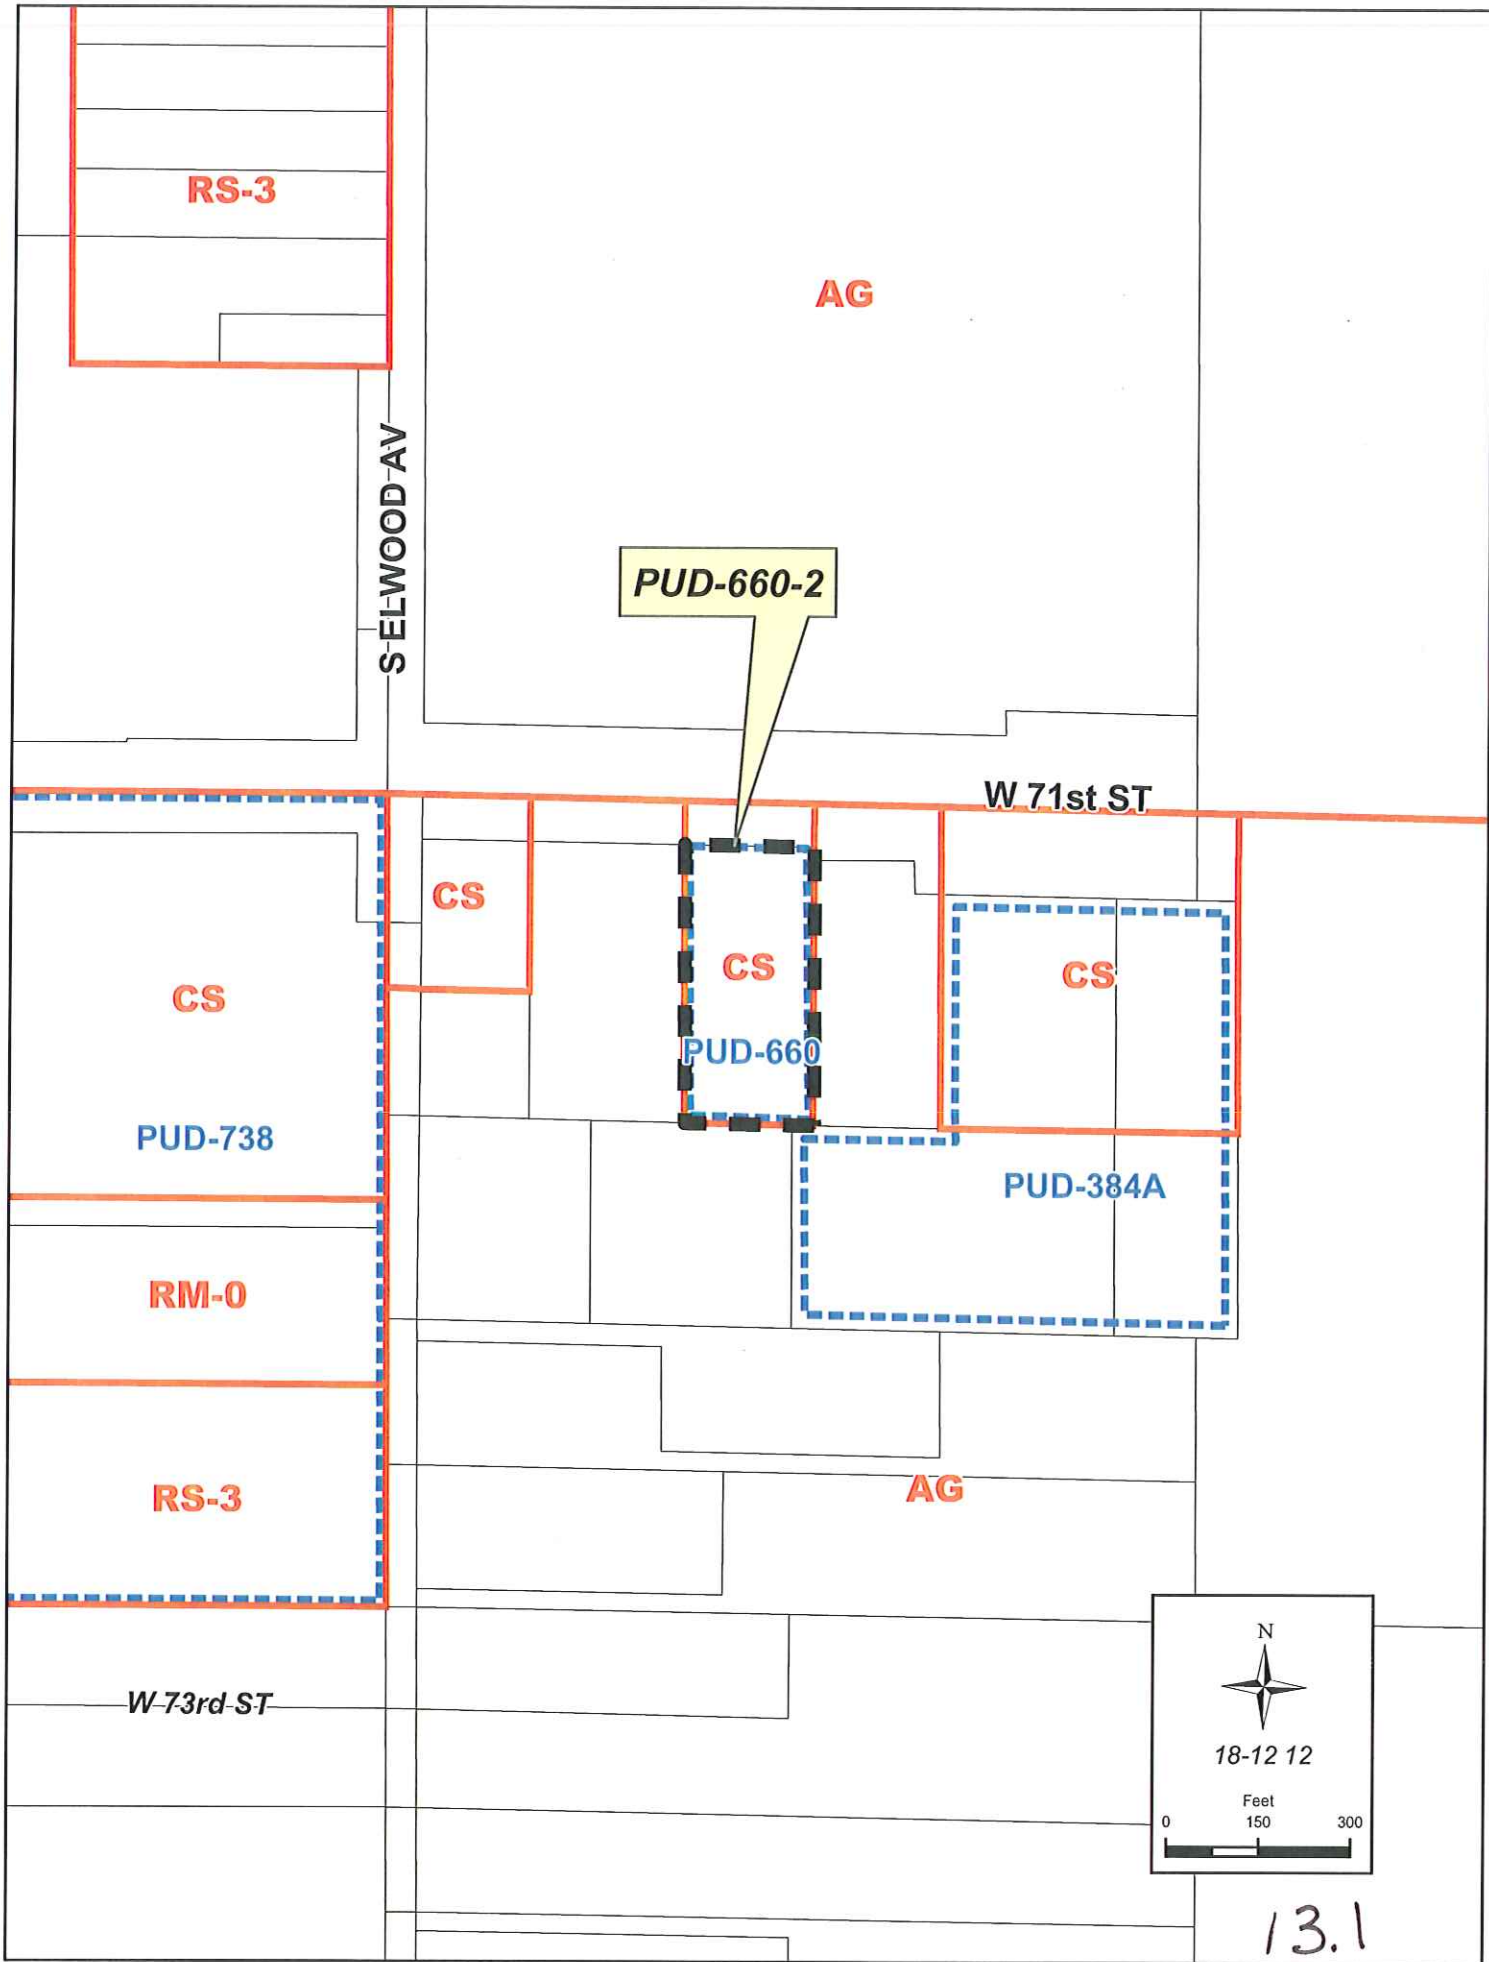 RS-3
AG
S ELWOOD AV
PUD-660-2
W 71st ST
CS
CS
CS
CS
PUD-660
PUD-738
PUD-384A
RM-0
RS-3
AG
W 73rd ST
N
18-12 12
Feet
0 150 300
13.1